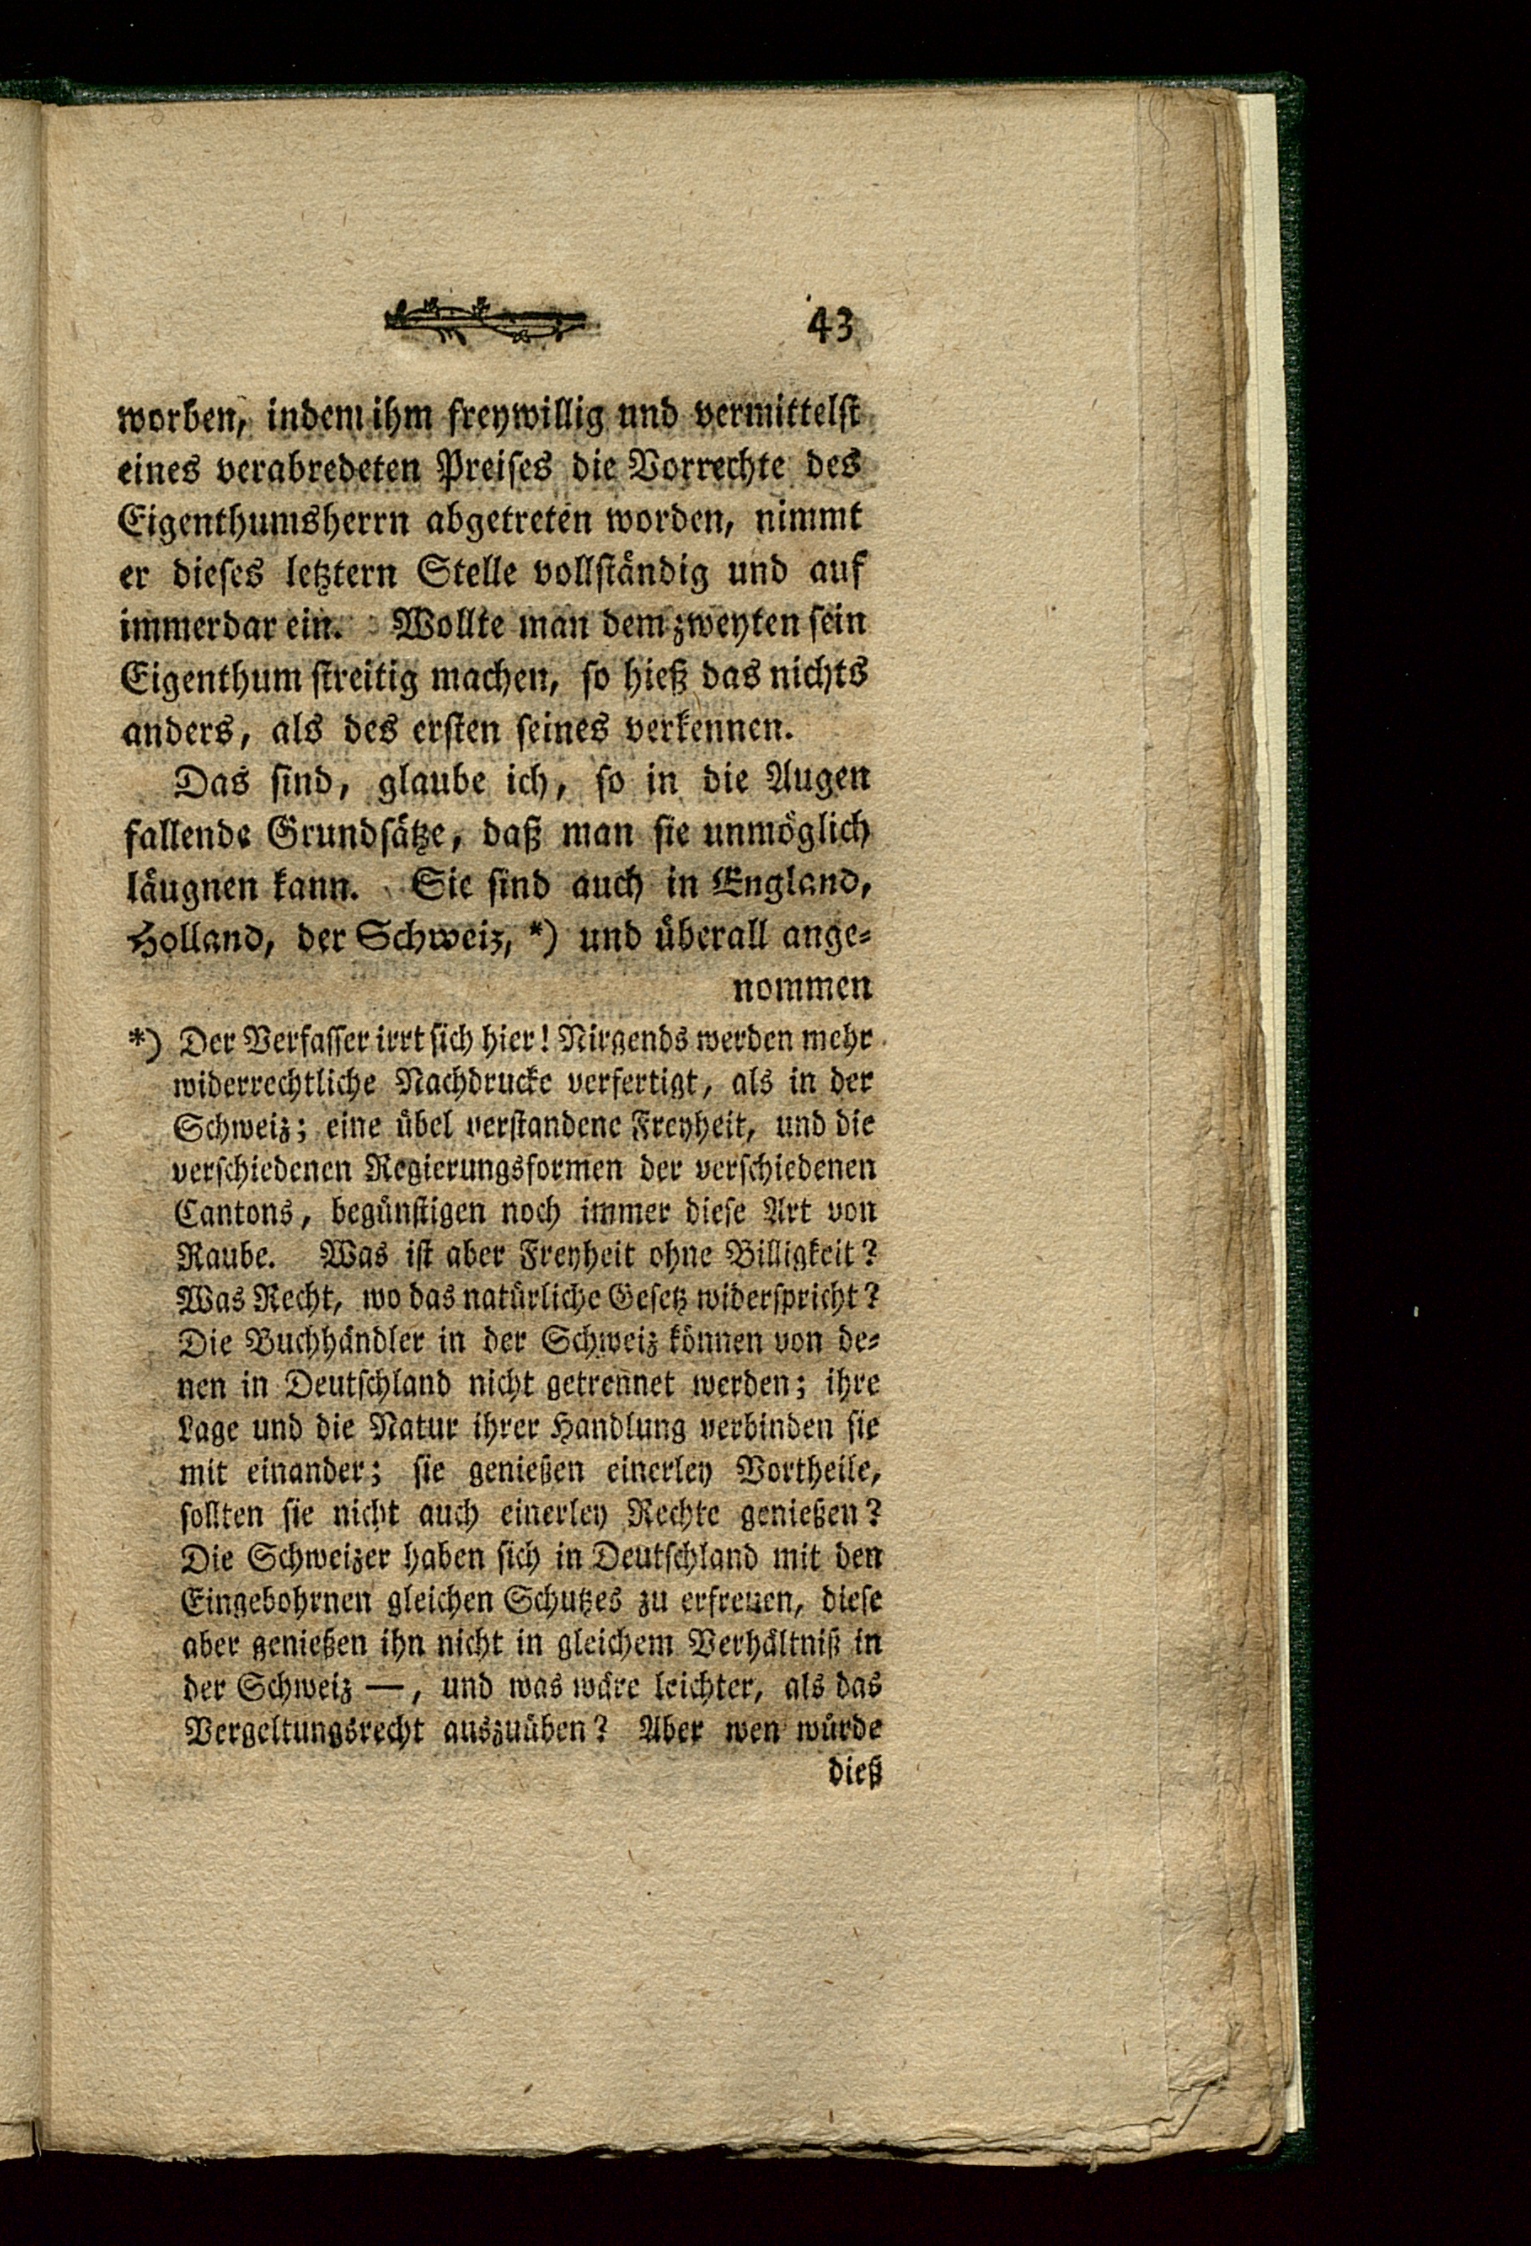 43
worben, indem ihm freywillig und vermittelst
eines verabredeten Preises die Vorrechte des
Eigenthumsherrn abgetreten worden, nimmt
er dieses letztern Stelle vollständig und auf
immerdar ein. Wollte man dem zweyten sein
Eigenthum streitig machen, so hieß das nichts
anders, als des ersten seines verkennen.
Das sind, glaube ich, so in die Augen
fallende Grundsätze, daß man sie unmöglich
läugnen kann. Sie sind auch in England,
Holland, der Schweiz, *) und überall ange-
nommen
*) Der Verfasser irrt sich hier! Nirgends werden mehr
widerrechtliche Nachdrucke verfertigt, als in der
Schweiz; eine übel verstandene Freyheit, und die
verschiedenen Regierungsformen der verschiedenen
Cantons, begünstigen noch immer diese Art von
Raube. Was ist aber Freyheit ohne Billigkeit?
Was Recht, wo das natürliche Gesetz widerspricht?
Die Buchhändler in der Schweiz können von de-
nen in Deutschland nicht getrennet werden; ihre
Lage und die Natur ihrer Handlung verbinden sie
mit einander; sie genießen einerley Vortheile,
sollten sie nicht auch einerley Rechte genießen?
Die Schweizer haben sich in Deutschland mit den
Eingebohrnen gleichen Schutzes zu erfreuen, diese
aber genießen ihn nicht in gleichem Verhältniß in
der Schweiz —, und was wäre leichter, als das
Vergeltungsrecht auszuüben? Aber wen würde
dieß